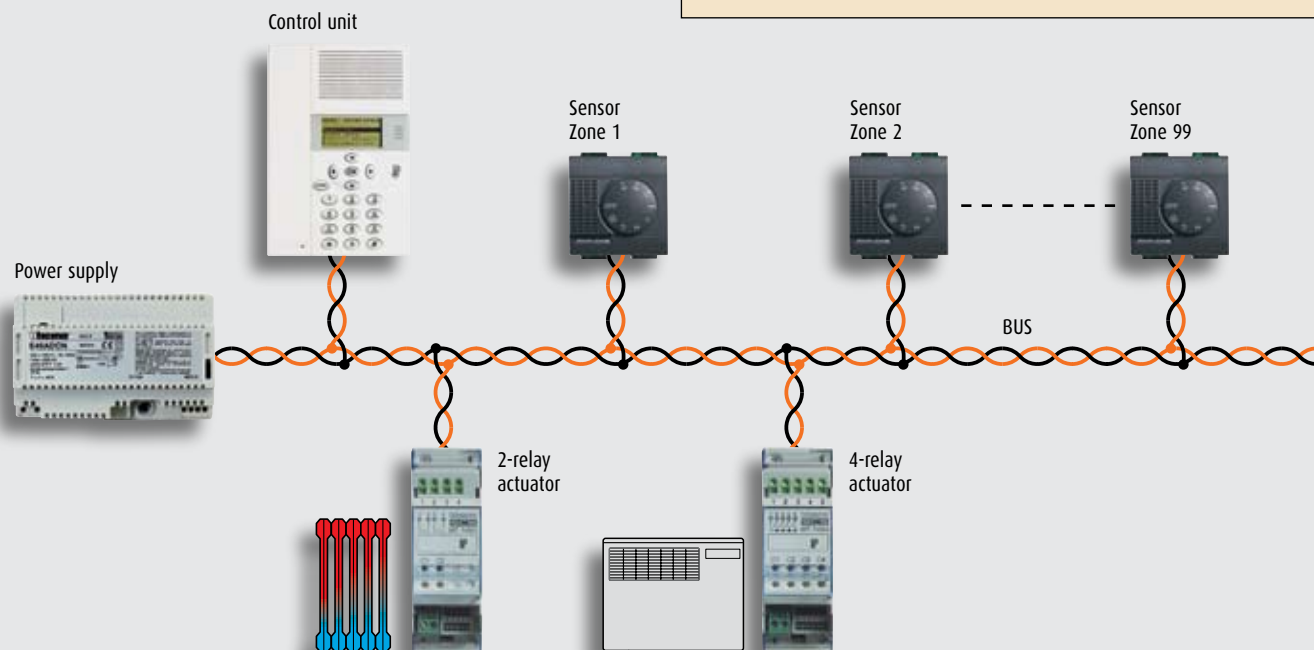 Control unit
Sensor
Zone 1
Sensor
Zone 2
Sensor
Zone 99
Power supply
BUS
2-relay
actuator
4-relay
actuator